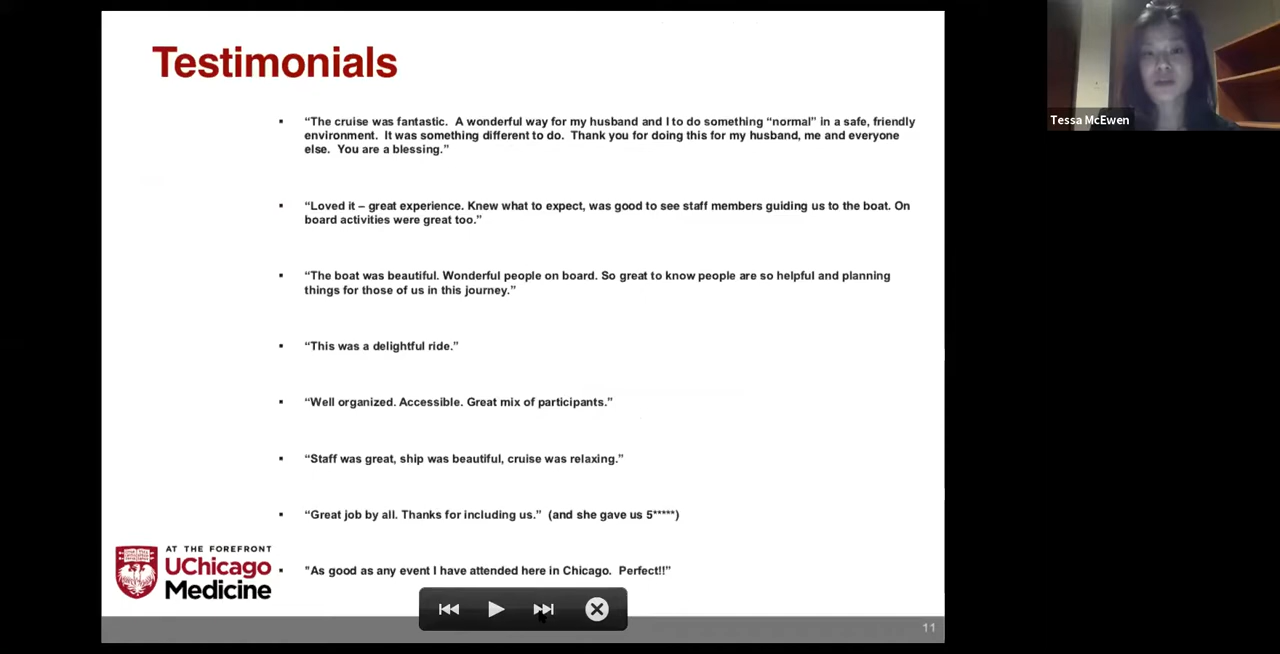 Testimonials
▪ “The cruise was fantastic.  A wonderful way for my husband and I to do something “normal” in a safe, friendly
environment.  It was something different to do.  Thank you for doing this for my husband, me and everyone
else.  You are a blessing.”
▪ “Loved it – great experience. Knew what to expect, was good to see staff members guiding us to the boat. On
board activities were great too.”
▪ “The boat was beautiful. Wonderful people on board. So great to know people are so helpful and planning
things for those of us in this journey.”
▪ “This was a delightful ride.”
▪ “Well organized. Accessible. Great mix of participants.”
▪ “Staff was great, ship was beautiful, cruise was relaxing.”
▪ “Great job by all. Thanks for including us.”  (and she gave us 5*****)
▪ "As good as any event I have attended here in Chicago.  Perfect!!”
AT THE FOREFRONT
UChicago
Medicine
11
Tessa McEwen